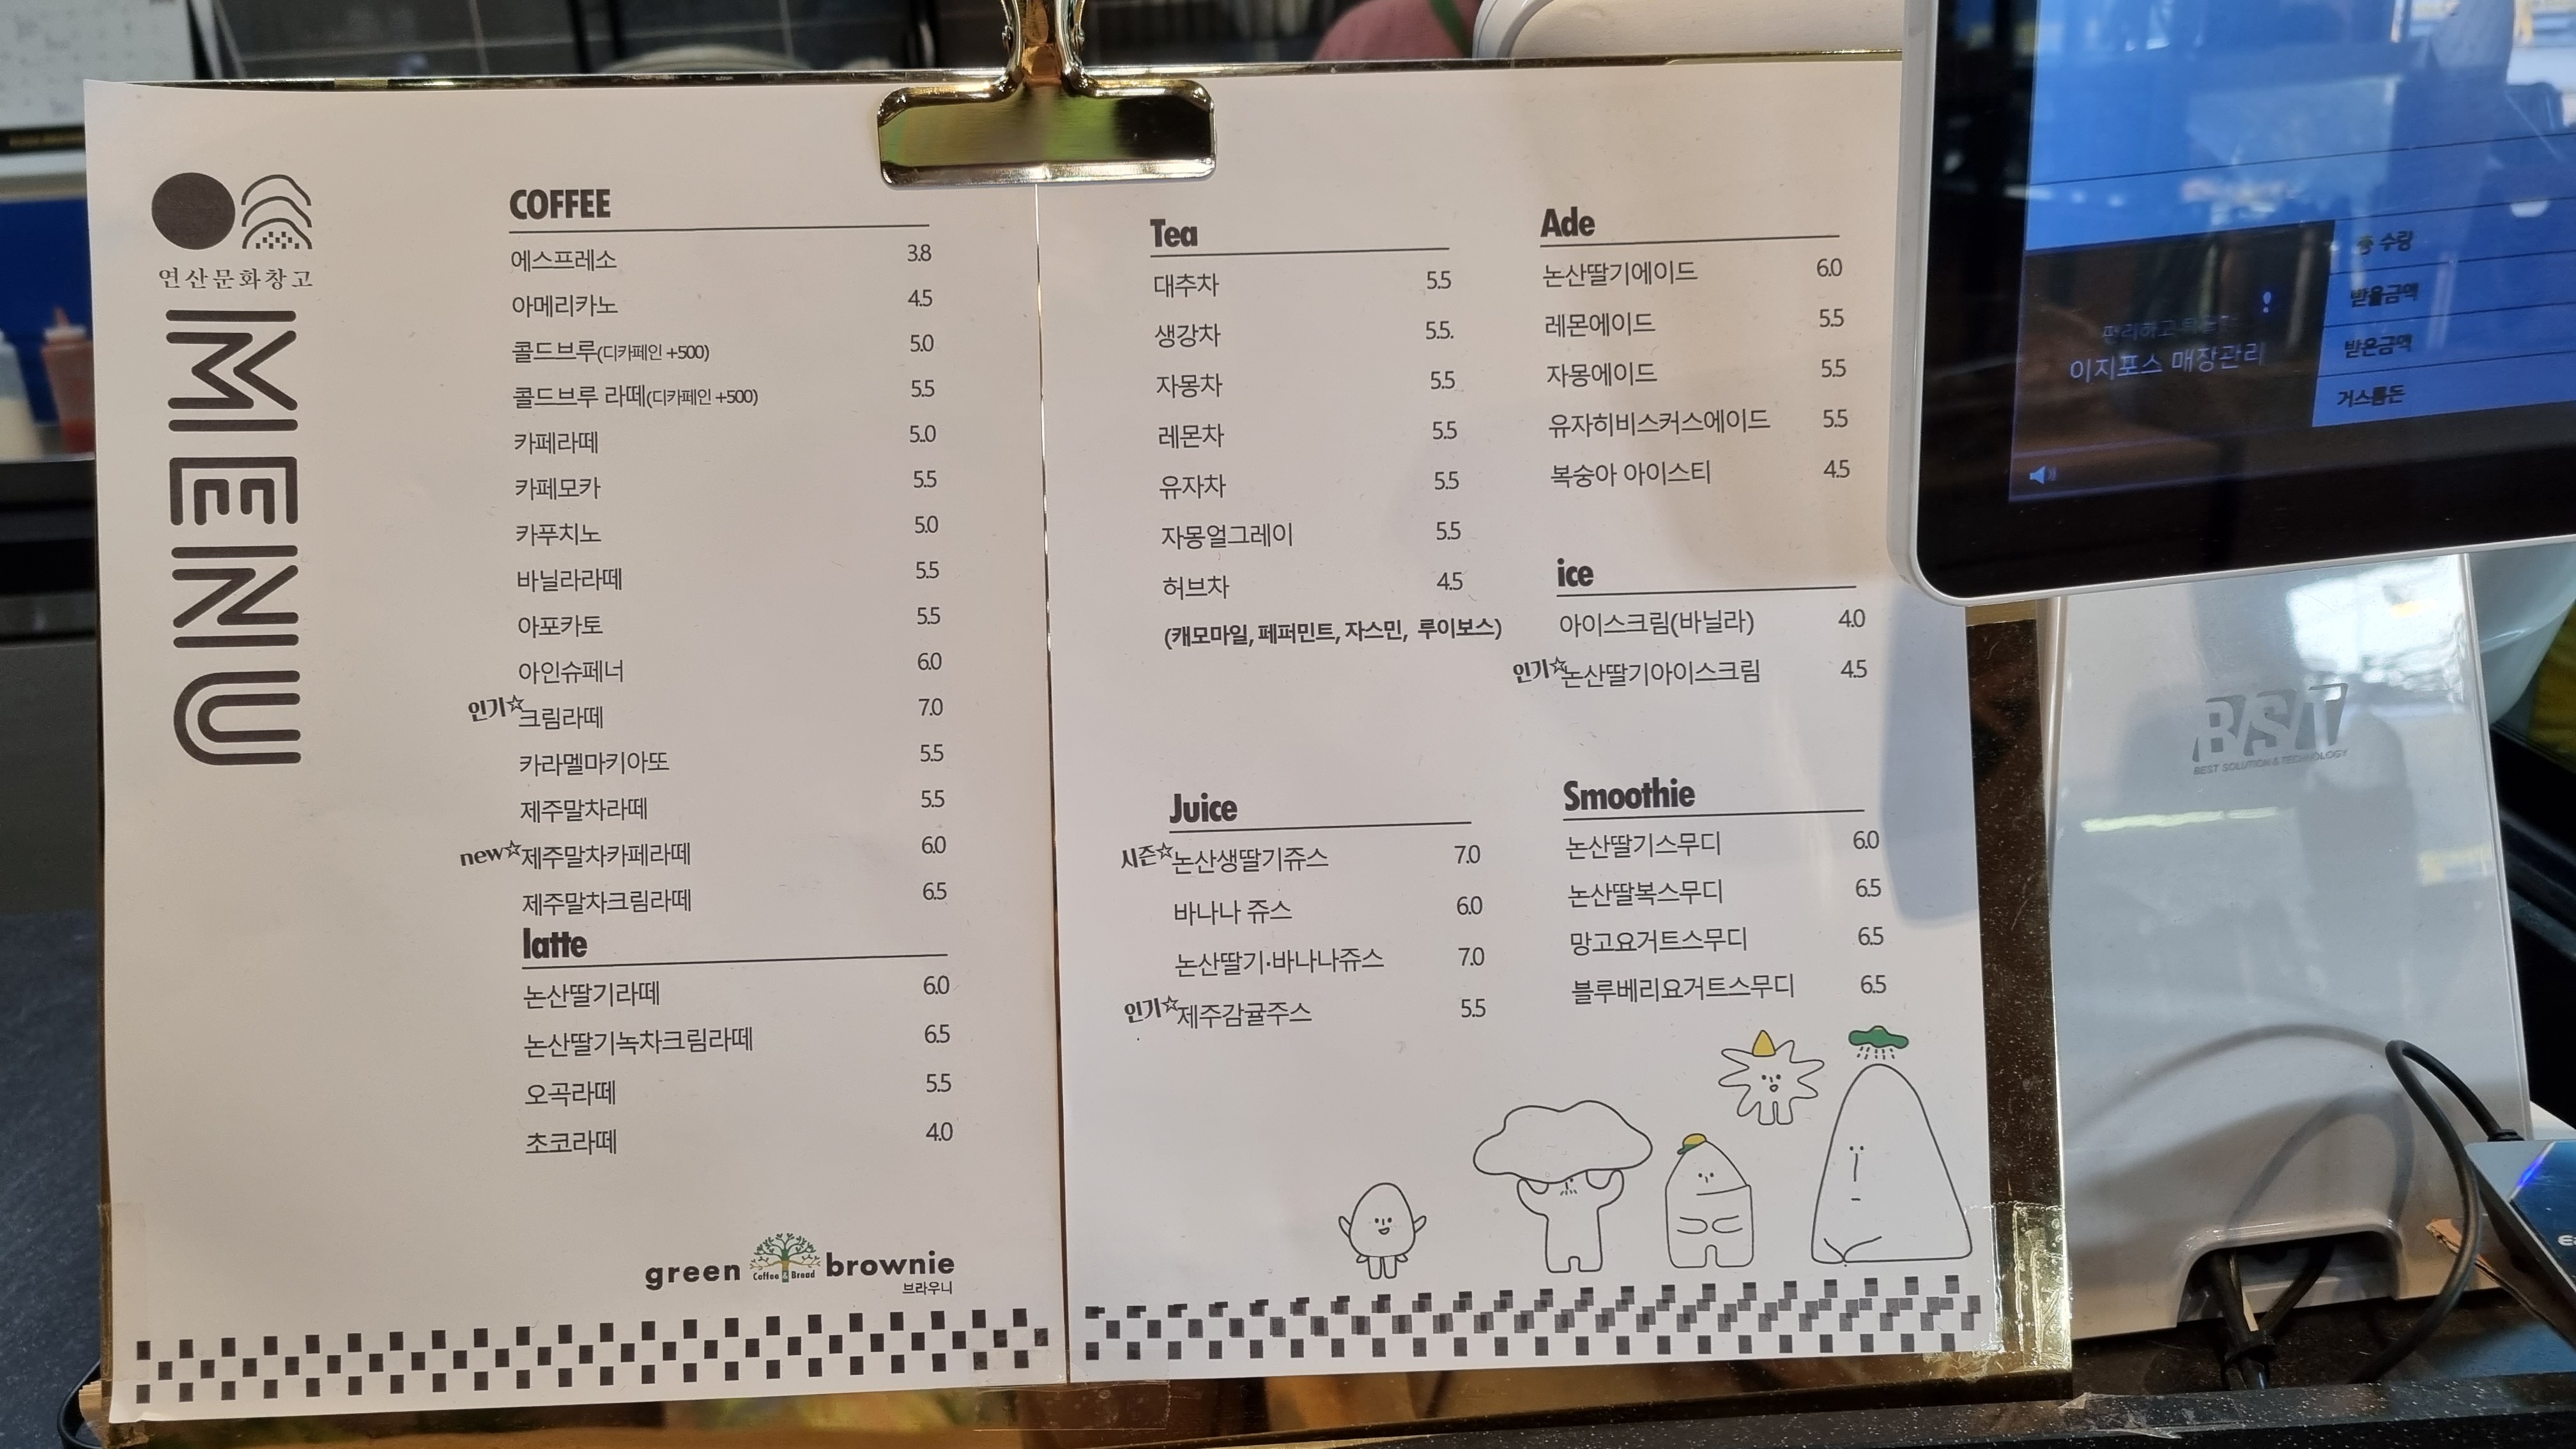 연산문화창고
MENU
COFFEE
에스프레소 3.8
아메리카노 4.5
콜드브루(디카페인 +500) 5.0
콜드브루 라떼(디카페인 +500) 5.5
카페라떼 5.0
카페모카 5.5
카푸치노 5.0
바닐라라떼 5.5
아포카토 5.5
아인슈페너 6.0
인기☆크림라떼 7.0
카라멜마키아또 5.5
제주말차라떼 5.5
new☆제주말차카페라떼 6.0
제주말차크림라떼 6.5
latte
논산딸기라떼 6.0
논산딸기녹차크림라떼 6.5
오곡라떼 5.5
초코라떼 4.0
green Coffee & Bread brownie
브라우니
Tea
대추차 5.5
생강차 5.5.
자몽차 5.5
레몬차 5.5
유자차 5.5
자몽얼그레이 5.5
허브차 4.5
(캐모마일, 페퍼민트, 자스민, 루이보스)
Juice
시즌☆논산생딸기쥬스 7.0
바나나 쥬스 6.0
논산딸기·바나나쥬스 7.0
인기☆제주감귤주스 5.5
Ade
논산딸기에이드 6.0
레몬에이드 5.5
자몽에이드 5.5
유자히비스커스에이드 5.5
복숭아 아이스티 4.5
ice
아이스크림(바닐라) 4.0
인기☆논산딸기아이스크림 4.5
Smoothie
논산딸기스무디 6.0
논산딸복스무디 6.5
망고요거트스무디 6.5
블루베리요거트스무디 6.5
총 수량
받을금액
받은금액
거스름돈
편리하고
이지포스 매장관리
BST
BEST SOLUTION & TECHNOLOGY